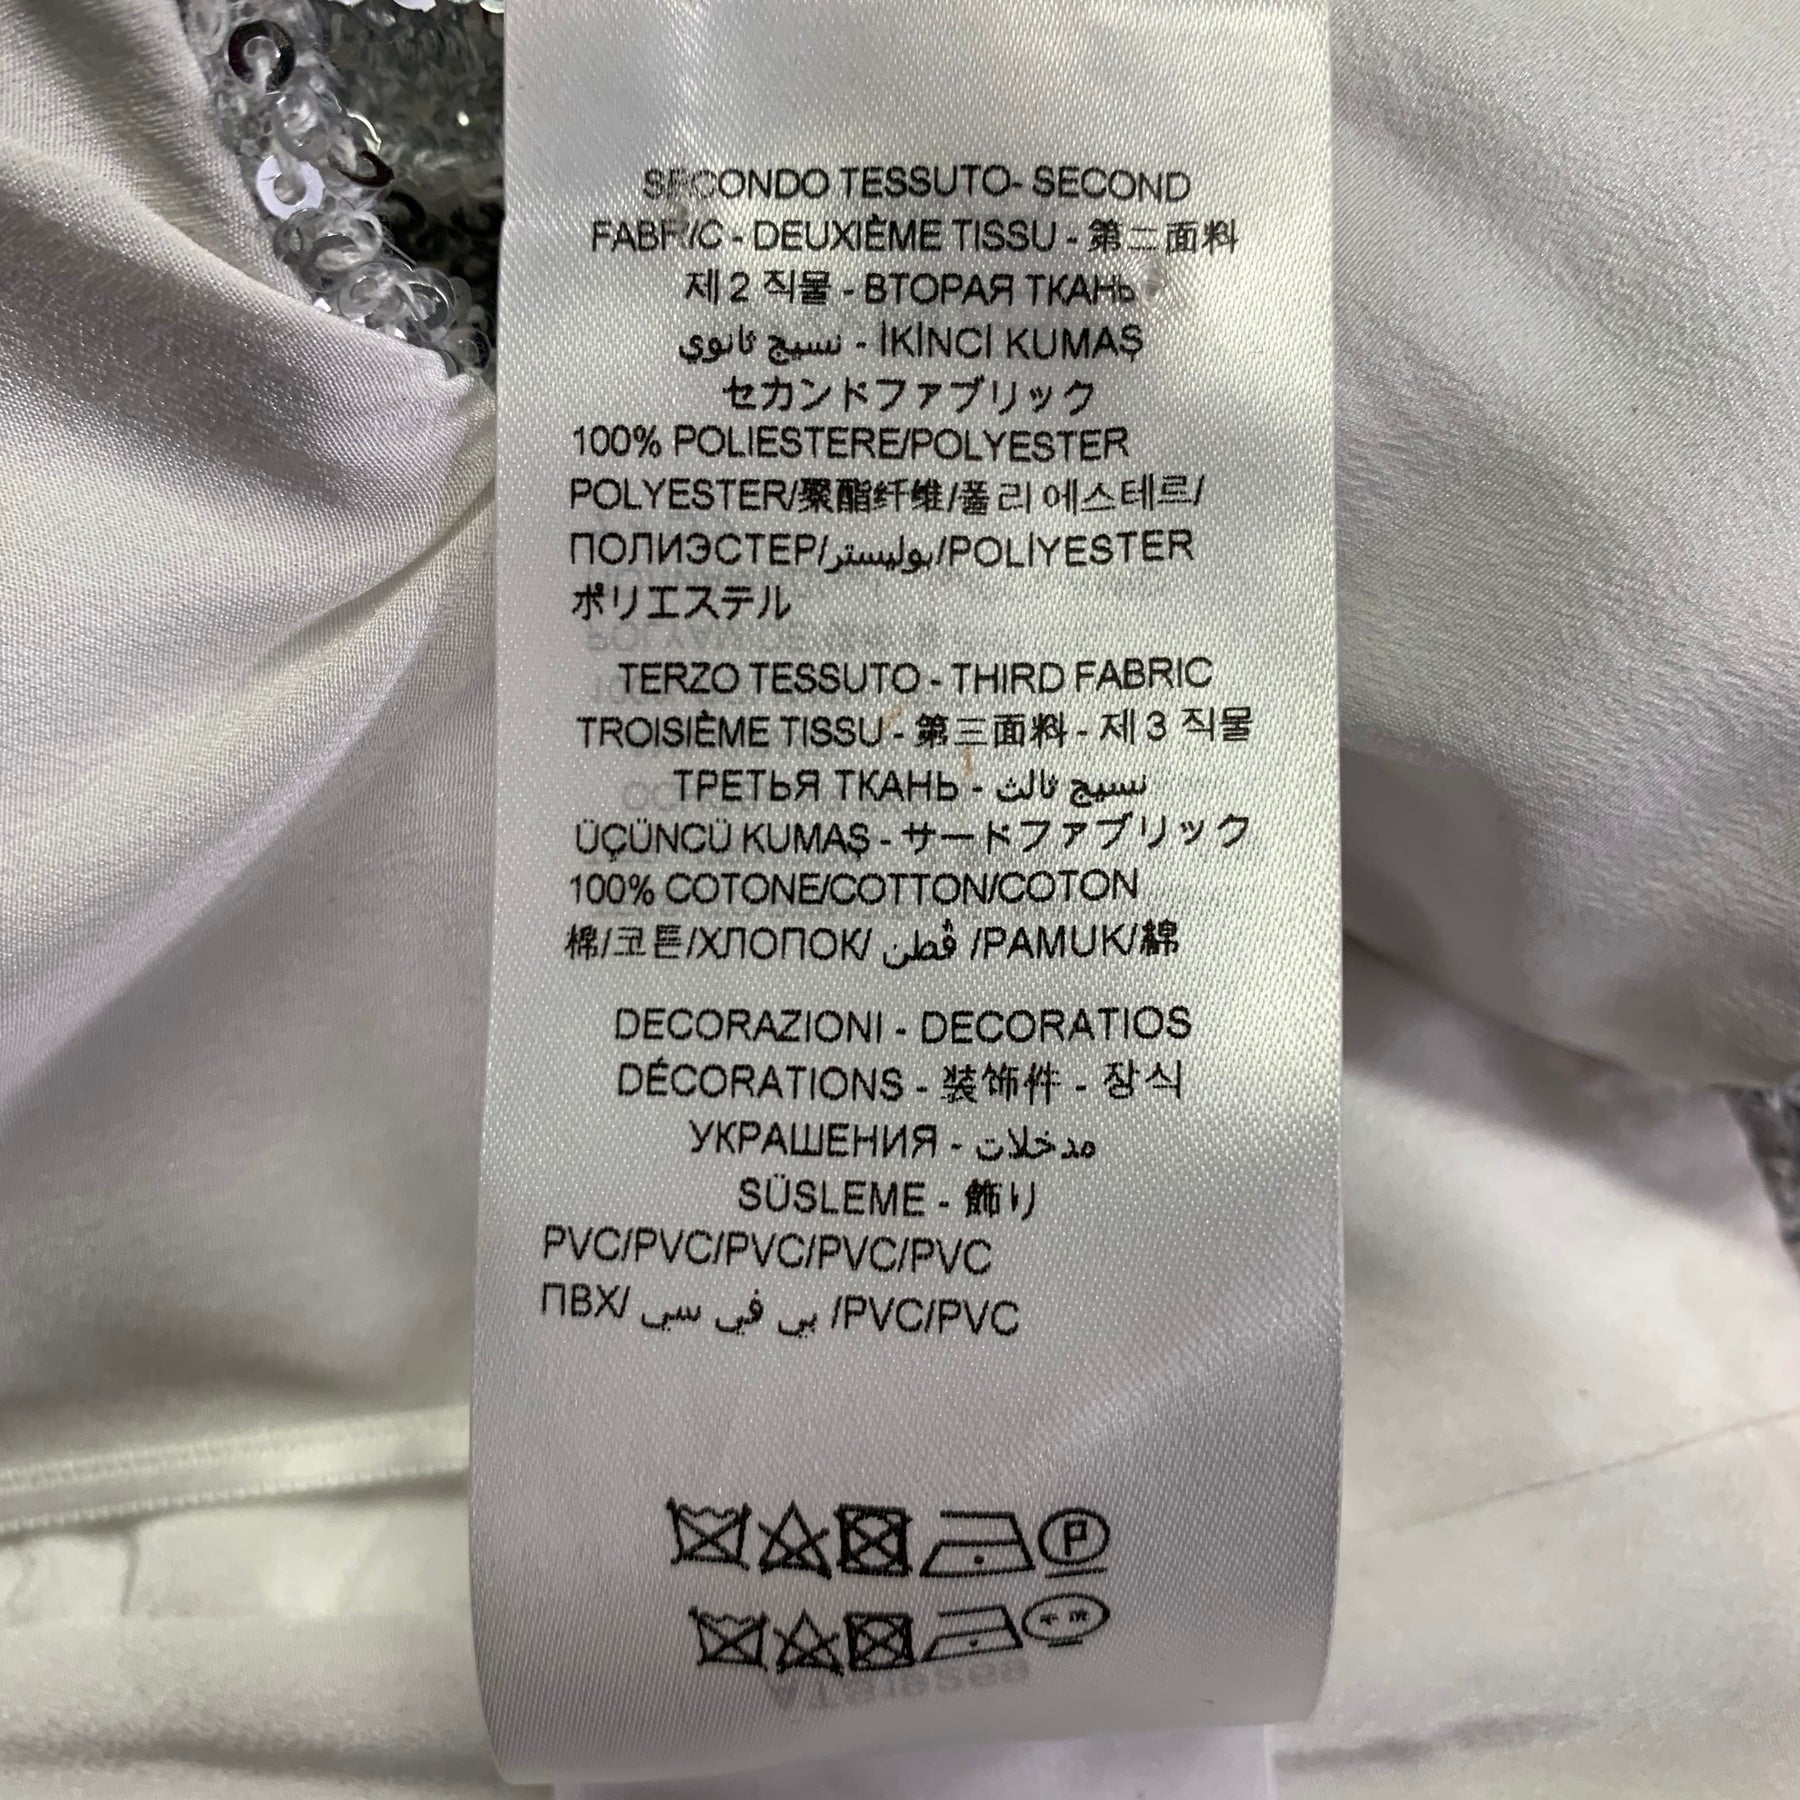 SECONDO TESSUTO- SECOND
FABRIC - DEUXIÈME TISSU - 第二面料
제 2 직물 - ВТОРАЯ ТКАНЬ
نسيج ثانوي - İKİNCİ KUMAŞ
セカンドファブリック
100% POLIESTERE/POLYESTER
POLYESTER/聚酯纤维/폴리에스테르/
ПОЛИЭСТЕР/بوليستر/POLİYESTER
ポリエステル
TERZO TESSUTO - THIRD FABRIC
TROISIÈME TISSU - 第三面料 - 제 3 직물
ТРЕТЬЯ ТКАНЬ - نسيج ثالث
ÜÇÜNCÜ KUMAŞ - サードファブリック
100% COTONE/COTTON/COTON
棉/코튼/ХЛОПОК/ قُطن /PAMUK/綿
DECORAZIONI - DECORATIOS
DÉCORATIONS - 装饰件 - 장식
УКРАШЕНИЯ - مدخلات
SÜSLEME - 飾り
PVC/PVC/PVC/PVC/PVC
ПВХ/ بي في سي /PVC/PVC
P